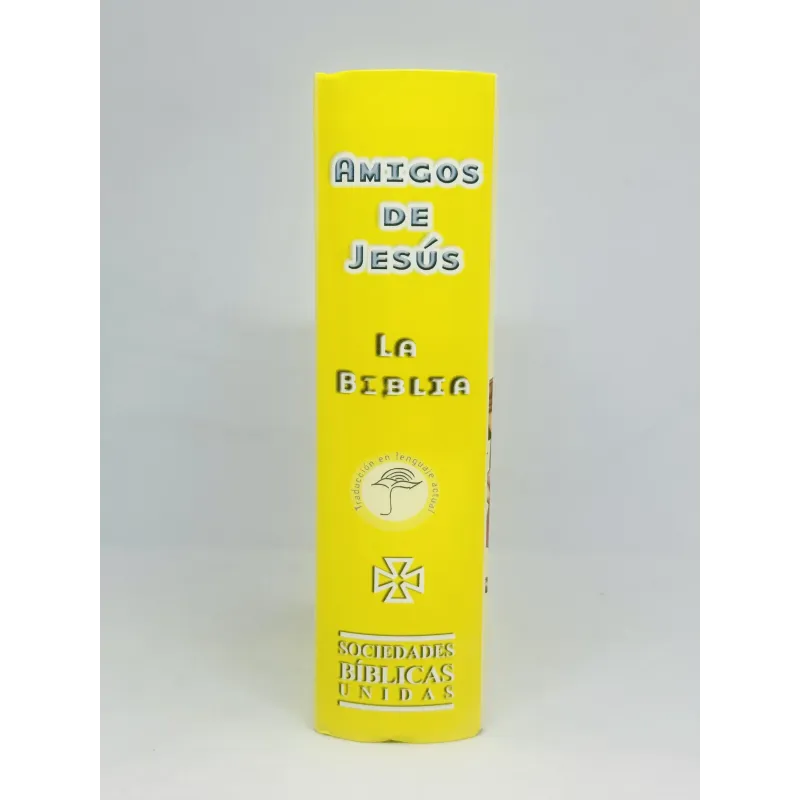 AMIGOS
DE
JESÚS
LA
BIBLIA
Traducción en lenguaje actual
SOCIEDADES
BÍBLICAS
UNIDAS